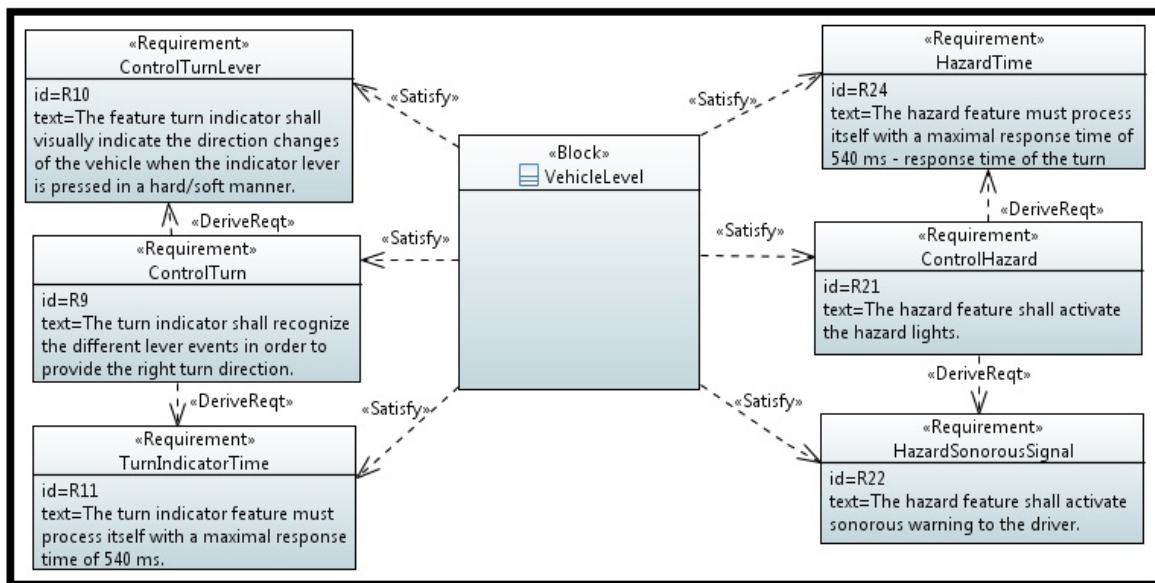 «Requirement»
ControlTurnLever
id=R10
text=The feature turn indicator shall
visually indicate the direction changes
of the vehicle when the indicator lever
is pressed in a hard/soft manner.
«DeriveReqt»
«Requirement»
ControlTurn
id=R9
text=The turn indicator shall recognize
the different lever events in order to
provide the right turn direction.
«DeriveReqt»
«Requirement»
TurnIndicatorTime
id=R11
text=The turn indicator feature must
process itself with a maximal response
time of 540 ms.
«Satisfy»
«Satisfy»
«Satisfy»
«Block»
VehicleLevel
«Satisfy»
«Satisfy»
«Satisfy»
«Requirement»
HazardTime
id=R24
text=The hazard feature must process
itself with a maximal response time of
540 ms - response time of the turn
«DeriveReqt»
«Requirement»
ControlHazard
id=R21
text=The hazard feature shall activate
the hazard lights.
«DeriveReqt»
«Requirement»
HazardSonorousSignal
id=R22
text=The hazard feature shall activate
sonorous warning to the driver.